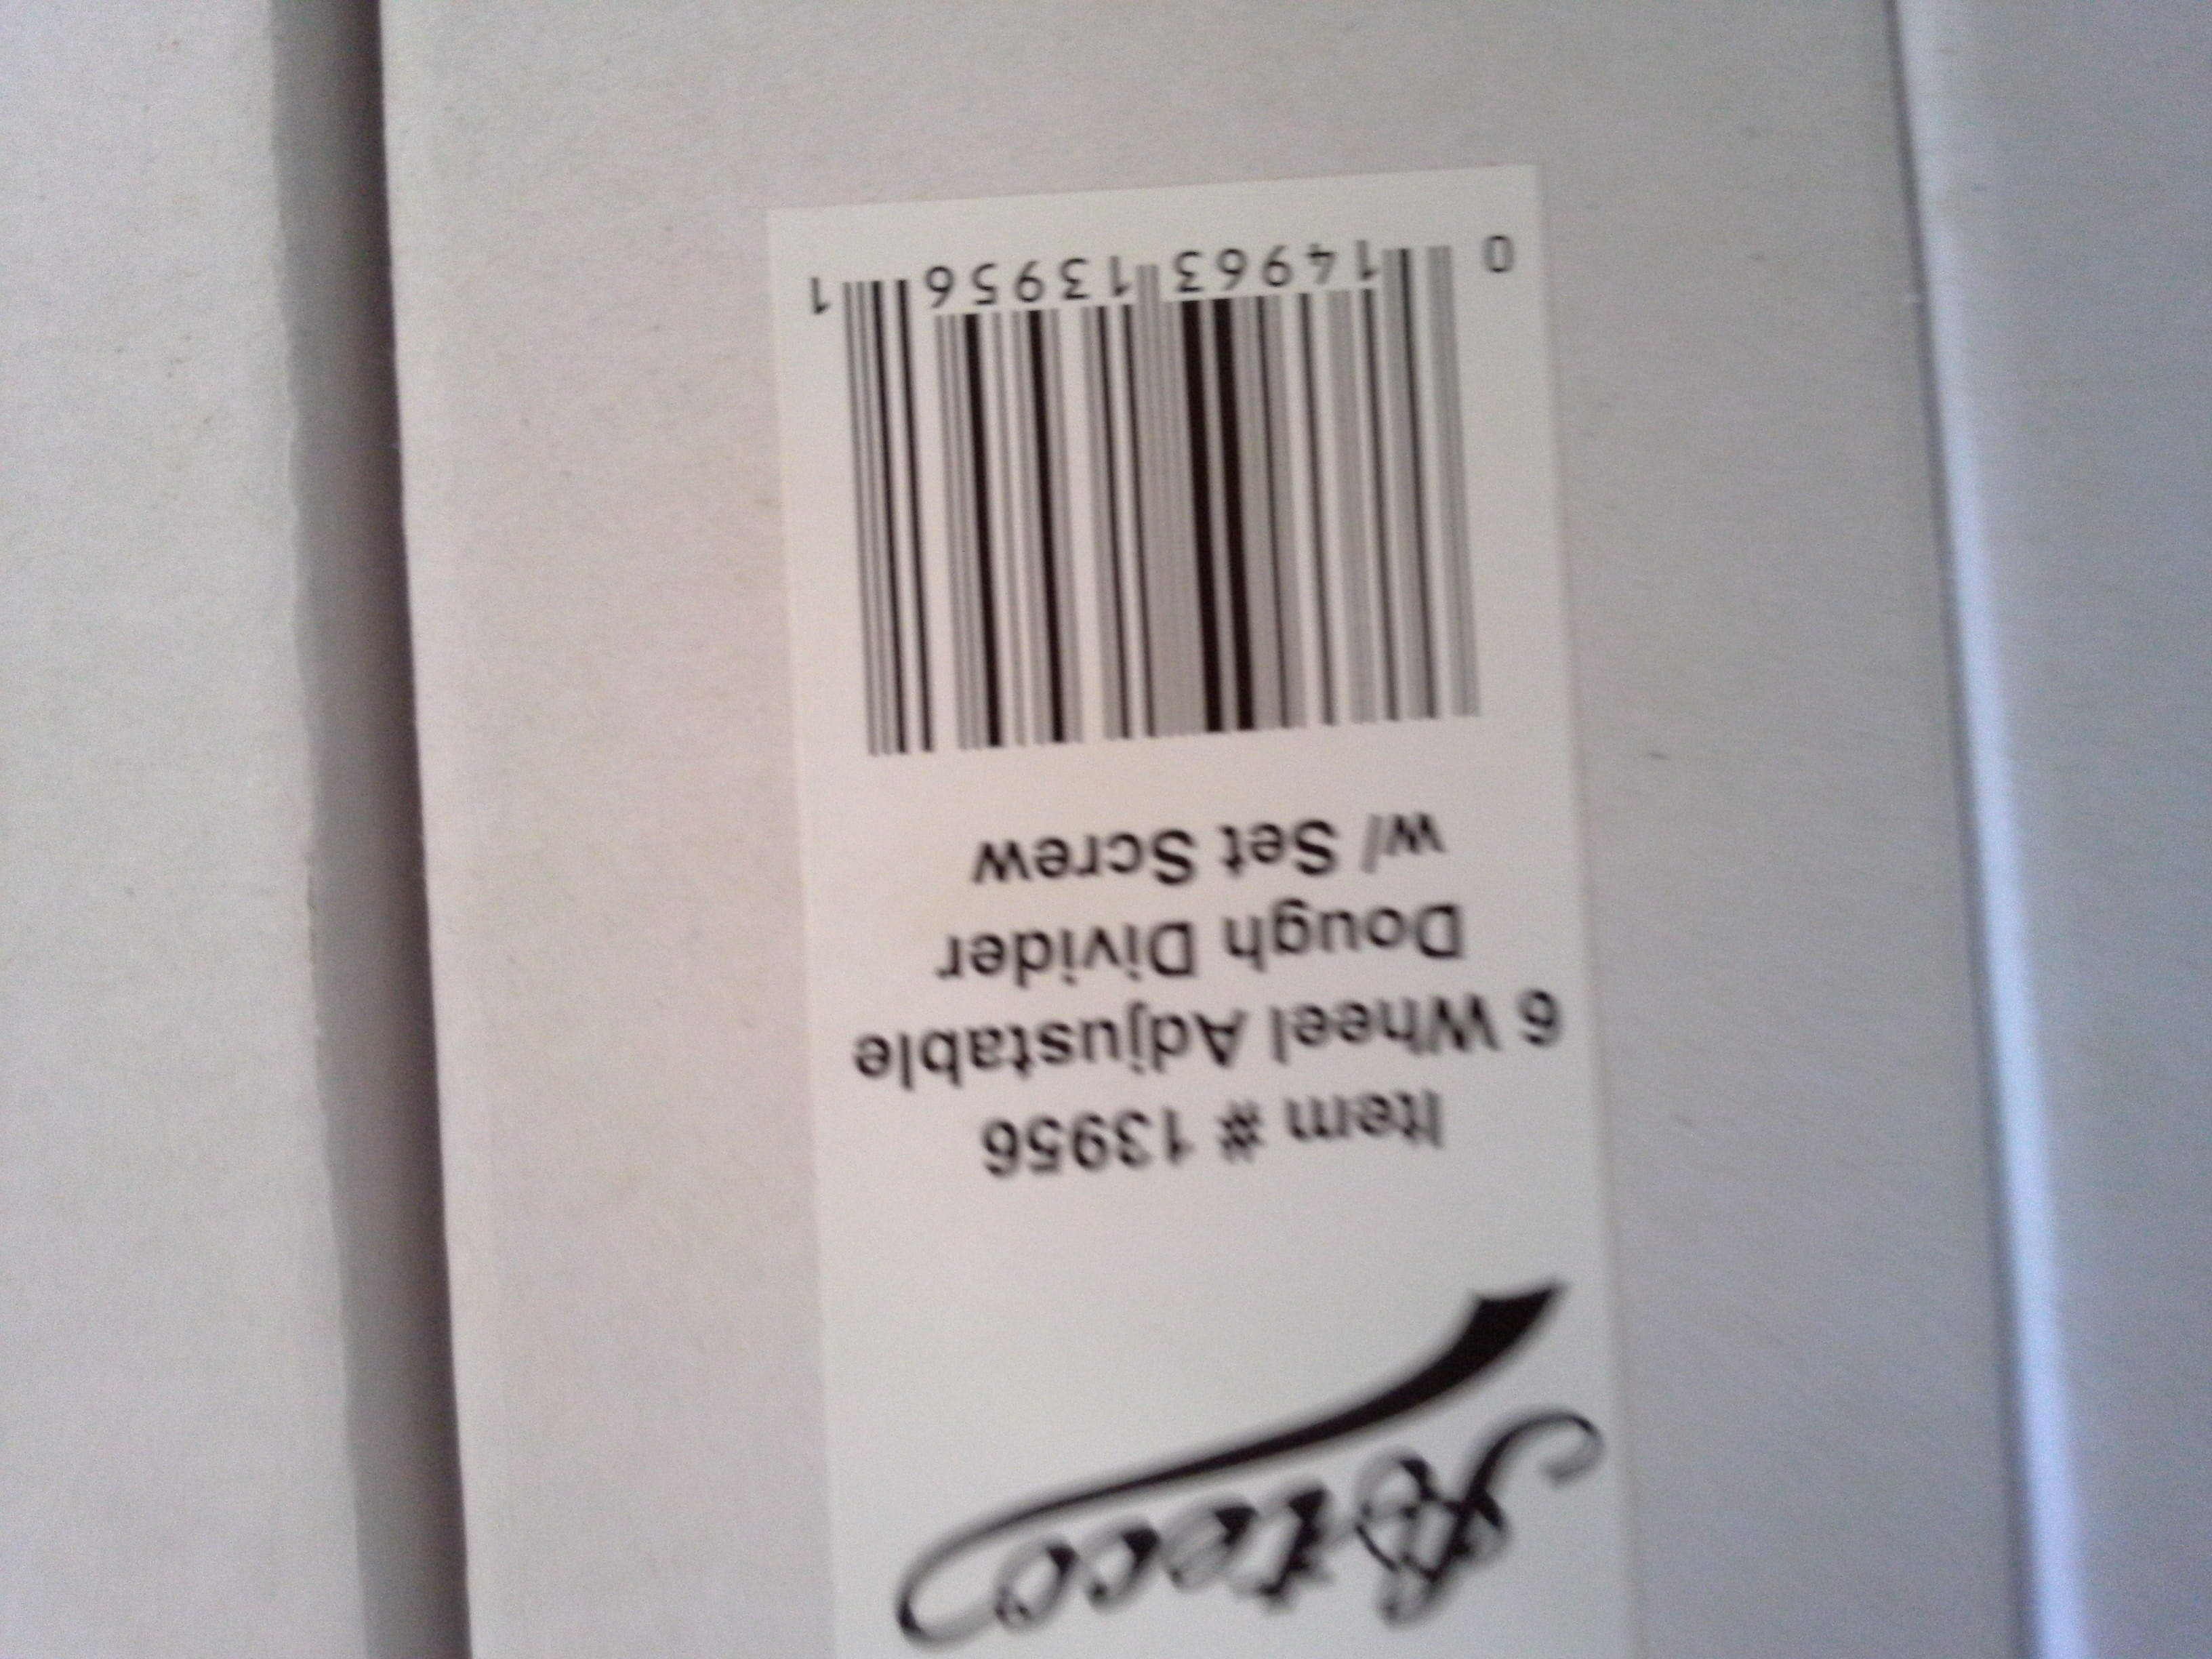 Ateco
Item # 13956
6 Wheel Adjustable
Dough Divider
w/ Set Screw
0 14963 13956 1